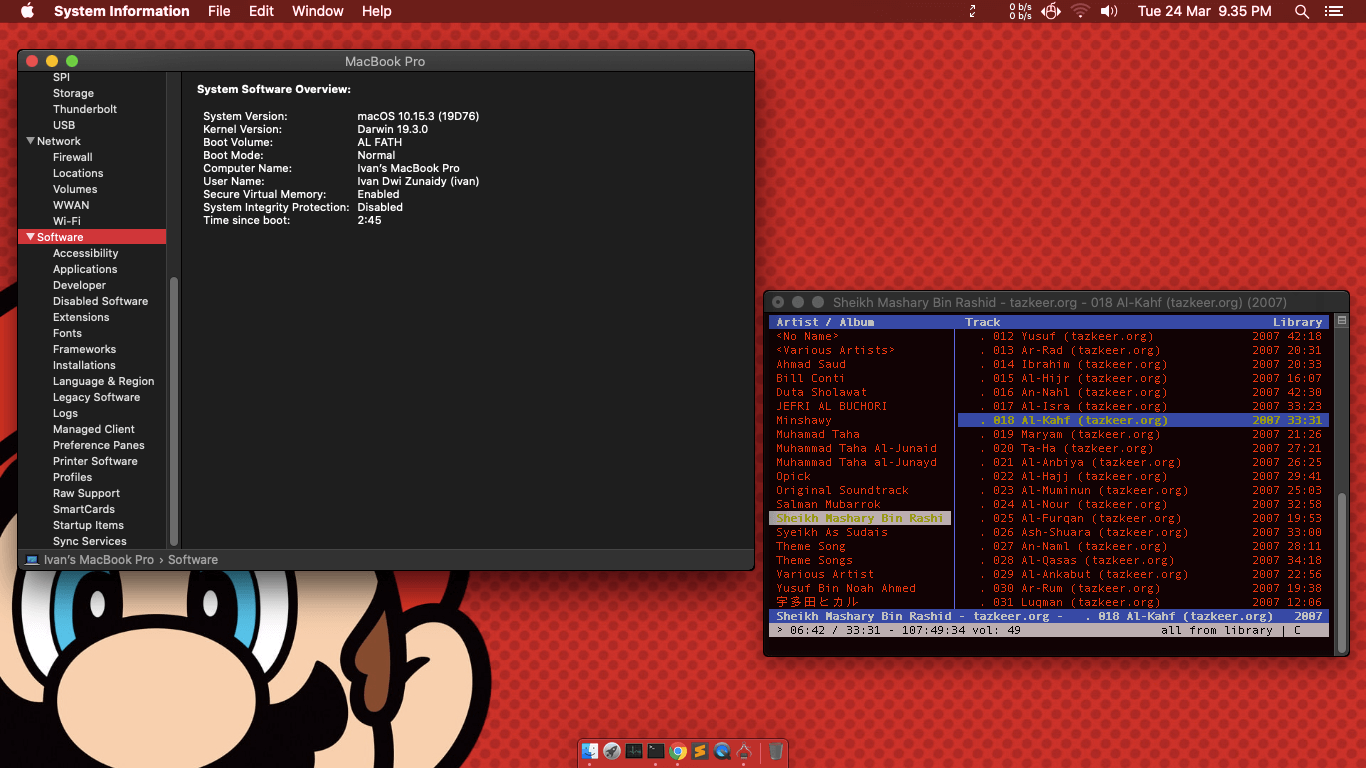 System Information File Edit Window Help 0 b/s 0 b/s Tue 24 Mar 9.35 PM
MacBook Pro
SPI
Storage
Thunderbolt
USB
Network
Firewall
Locations
Volumes
WWAN
Wi-Fi
Software
Accessibility
Applications
Developer
Disabled Software
Extensions
Fonts
Frameworks
Installations
Language & Region
Legacy Software
Logs
Managed Client
Preference Panes
Printer Software
Profiles
Raw Support
SmartCards
Startup Items
Sync Services
System Software Overview:
System Version: macOS 10.15.3 (19D76)
Kernel Version: Darwin 19.3.0
Boot Volume: AL FATH
Boot Mode: Normal
Computer Name: Ivan’s MacBook Pro
User Name: Ivan Dwi Zunaidy (ivan)
Secure Virtual Memory: Enabled
System Integrity Protection: Disabled
Time since boot: 2:45
Ivan’s MacBook Pro › Software
Sheikh Mashary Bin Rashid - tazkeer.org - 018 Al-Kahf (tazkeer.org) (2007)
Artist / Album Track Library
<No Name> . 012 Yusuf (tazkeer.org) 2007 42:18
<Various Artists> . 013 Ar-Rad (tazkeer.org) 2007 20:31
Ahmad Saud . 014 Ibrahim (tazkeer.org) 2007 20:33
Bill Conti . 015 Al-Hijr (tazkeer.org) 2007 16:07
Duta Sholawat . 016 An-Nahl (tazkeer.org) 2007 42:30
JEFRI AL BUCHORI . 017 Al-Isra (tazkeer.org) 2007 33:23
Minshawy . 018 Al-Kahf (tazkeer.org) 2007 33:31
Muhamad Taha . 019 Maryam (tazkeer.org) 2007 21:26
Muhammad Taha Al-Junaid . 020 Ta-Ha (tazkeer.org) 2007 27:21
Muhammad Taha al-Junayd . 021 Al-Anbiya (tazkeer.org) 2007 26:25
Opick . 022 Al-Hajj (tazkeer.org) 2007 29:41
Original Soundtrack . 023 Al-Muminun (tazkeer.org) 2007 25:03
Salman Mubarrok . 024 Al-Nour (tazkeer.org) 2007 32:58
Sheikh Mashary Bin Rashi . 025 Al-Furqan (tazkeer.org) 2007 19:53
Syeikh As Sudais . 026 Ash-Shuara (tazkeer.org) 2007 33:00
Theme Song . 027 An-Naml (tazkeer.org) 2007 28:11
Theme Songs . 028 Al-Qasas (tazkeer.org) 2007 34:18
Various Artist . 029 Al-Ankabut (tazkeer.org) 2007 22:56
Yusuf Bin Noah Ahmed . 030 Ar-Rum (tazkeer.org) 2007 19:38
宇多田ヒカル . 031 Luqman (tazkeer.org) 2007 12:06
Sheikh Mashary Bin Rashid - tazkeer.org - . 018 Al-Kahf (tazkeer.org) 2007
> 06:42 / 33:31 - 107:49:34 vol: 49 all from library | C